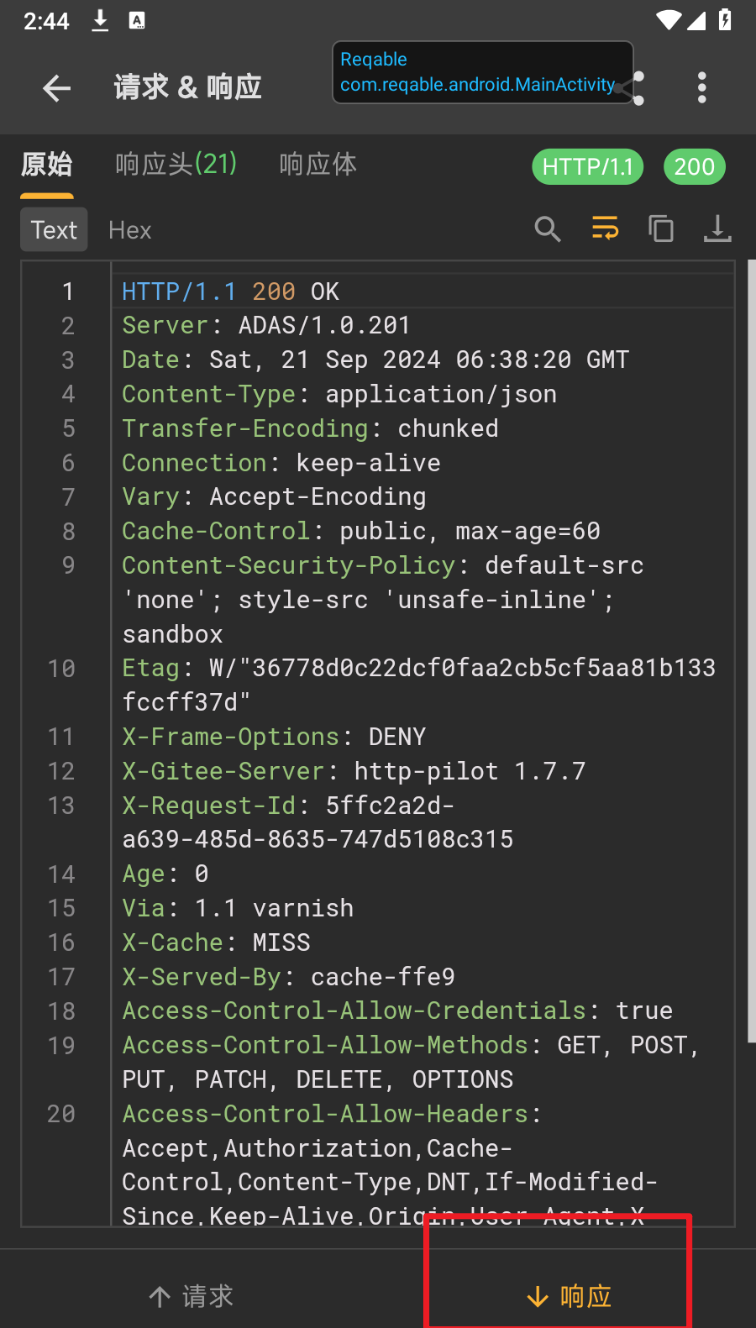 2:44
A
请求 & 响应
Reqable
com.reqable.android.MainActivity
原始 响应头(21) 响应体 HTTP/1.1 200
Text Hex
1 HTTP/1.1 200 OK
2 Server: ADAS/1.0.201
3 Date: Sat, 21 Sep 2024 06:38:20 GMT
4 Content-Type: application/json
5 Transfer-Encoding: chunked
6 Connection: keep-alive
7 Vary: Accept-Encoding
8 Cache-Control: public, max-age=60
9 Content-Security-Policy: default-src
'none'; style-src 'unsafe-inline';
sandbox
10 Etag: W/"36778d0c22dcf0faa2cb5cf5aa81b133
fccff37d"
11 X-Frame-Options: DENY
12 X-Gitee-Server: http-pilot 1.7.7
13 X-Request-Id: 5ffc2a2d-
a639-485d-8635-747d5108c315
14 Age: 0
15 Via: 1.1 varnish
16 X-Cache: MISS
17 X-Served-By: cache-ffe9
18 Access-Control-Allow-Credentials: true
19 Access-Control-Allow-Methods: GET, POST,
PUT, PATCH, DELETE, OPTIONS
20 Access-Control-Allow-Headers:
Accept,Authorization,Cache-
Control,Content-Type,DNT,If-Modified-
Since,Keep-Alive,Origin,User-Agent,X
请求 响应